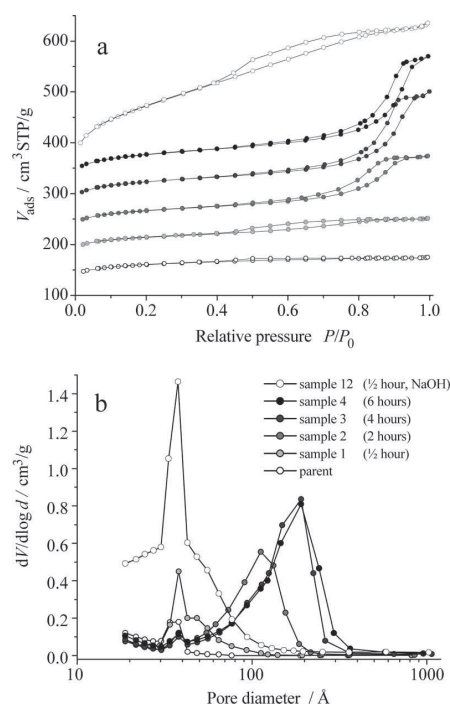 a
600
500
400
300
200
100
V_ads / cm³ STP/g
0.0 0.2 0.4 0.6 0.8 1.0
Relative pressure P/P₀
b
sample 12 (½ hour, NaOH)
sample 4 (6 hours)
sample 3 (4 hours)
sample 2 (2 hours)
sample 1 (½ hour)
parent
1.4
1.2
1.0
0.8
0.6
0.4
0.2
0.0
dV/dlog d / cm³/g
10 100 1000
Pore diameter / Å